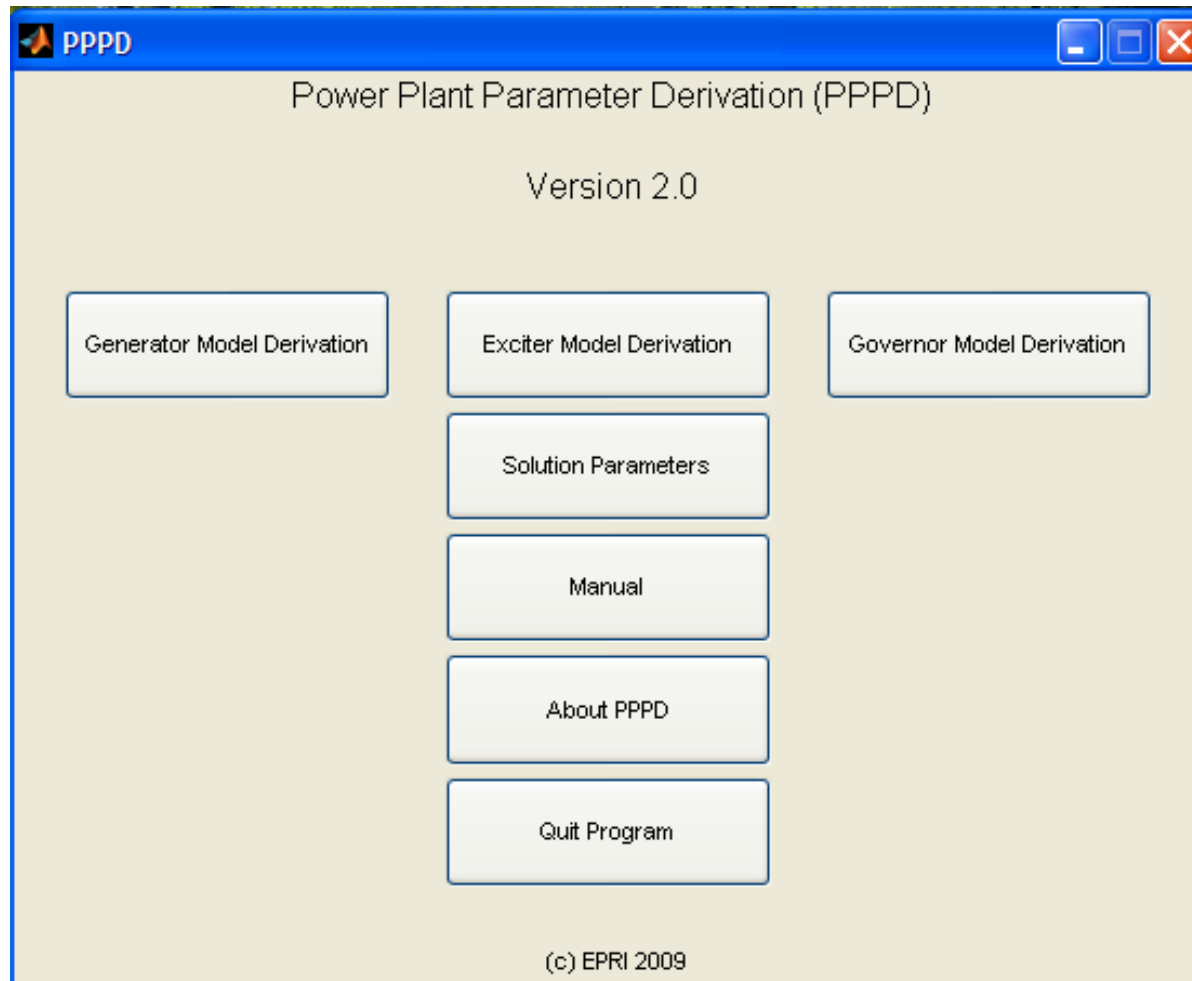 PPPD
Power Plant Parameter Derivation (PPPD)
Version 2.0
Generator Model Derivation
Exciter Model Derivation
Governor Model Derivation
Solution Parameters
Manual
About PPPD
Quit Program
(c) EPRI 2009